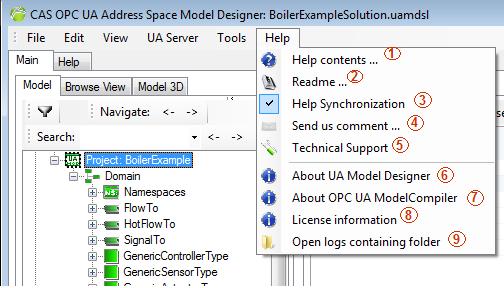 CAS OPC UA Address Space Model Designer: BoilerExampleSolution.uamdsl
File Edit View UA Server Tools Help
Main Help
Model Browse View Model 3D
Navigate: <- ->
Search: <- ->
UA Project: BoilerExample
Domain
NS Namespaces
FlowTo
HotFlowTo
SignalTo
GenericControllerType
GenericSensorType
Help contents ... 1
Readme ... 2
Help Synchronization 3
Send us comment ... 4
Technical Support 5
About UA Model Designer 6
About OPC UA ModelCompiler 7
License information 8
Open logs containing folder 9